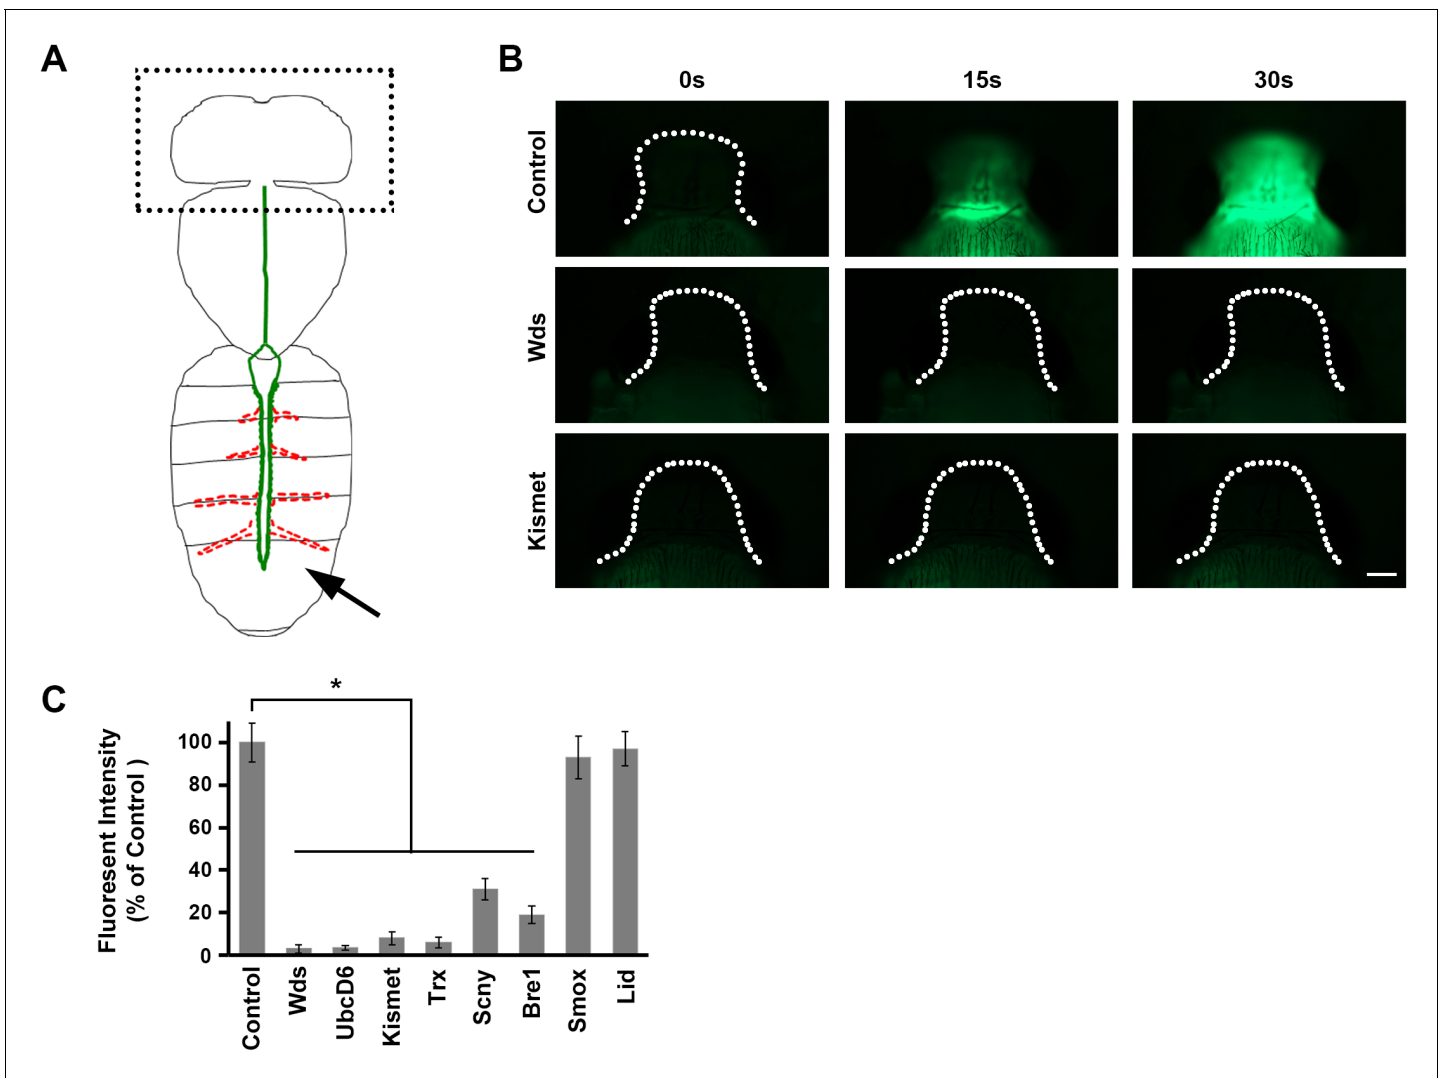 A
B
0s
15s
30s
Control
Wds
Kismet
C
*
Fluoresent Intensity
(% of Control )
100
80
60
40
20
0
Control
Wds
UbcD6
Kismet
Trx
Scny
Bre1
Smox
Lid